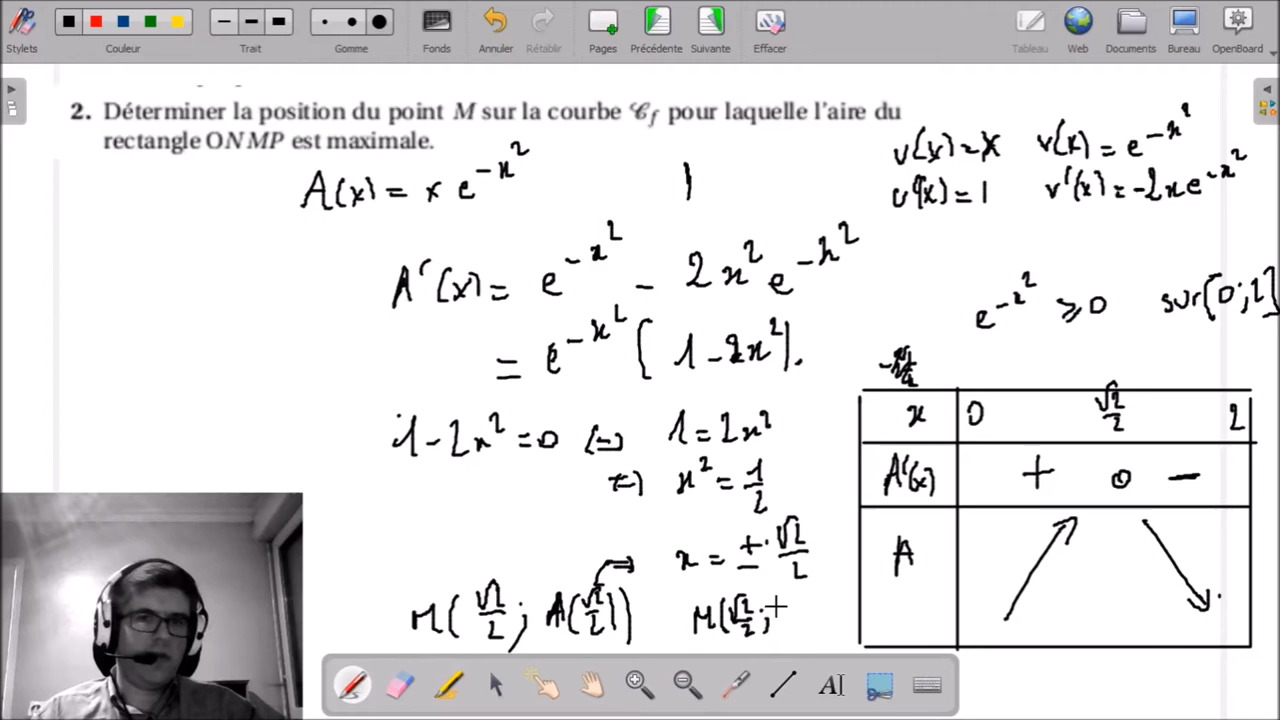 Stylets Couleur Trait Gomme Fonds Annuler Rétablir Pages Précédente Suivante Effacer Tableau Web Documents Bureau OpenBoard
2. Déterminer la position du point M sur la courbe 𝒞f pour laquelle l'aire du
rectangle ONMP est maximale.
A(x) = x e^-x²
v(x) = x v(x) = e^-x²
v'(x) = 1 v'(x) = -2x e^-x²
A'(x) = e^-x² - 2x² e^-x²
= e^-x² [ 1 - 2x² ).
e^-x² ⩾ 0 sur [0;2]
1 - 2x² = 0 ⟺ 1 = 2x²
⟺ x² = 1/2
x = ± √2/2
M( √2/2 ; A(√2/2))
M(√2/2 ;
x 0 √2/2 2
A'(x) + 0 -
A
AI